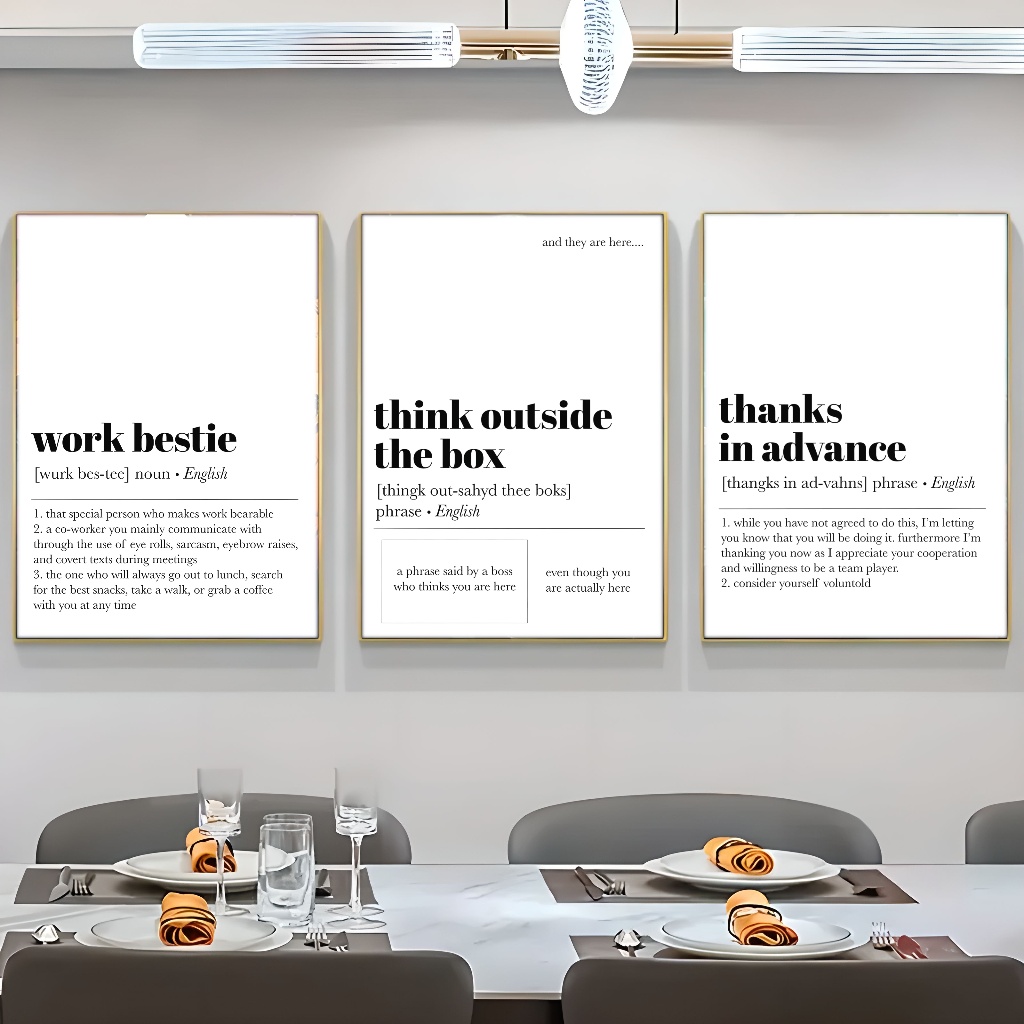 work bestie
[wurk bes-tee] noun • English
1. that special person who makes work bearable
2. a co-worker you mainly communicate with
through the use of eye rolls, sarcasm, eyebrow raises,
and covert texts during meetings
3. the one who will always go out to lunch, search
for the best snacks, take a walk, or grab a coffee
with you at any time
and they are here....
think outside
the box
[thingk out-sahyd thee boks]
phrase • English
a phrase said by a boss
who thinks you are here
even though you
are actually here
thanks
in advance
[thangks in ad-vahns] phrase • English
1. while you have not agreed to do this, I'm letting
you know that you will be doing it. furthermore I'm
thanking you now as I appreciate your cooperation
and willingness to be a team player.
2. consider yourself voluntold